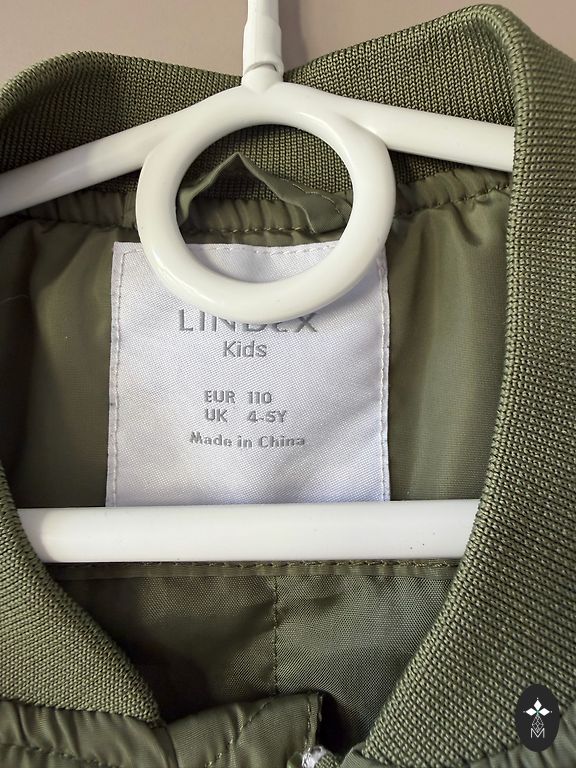 LINDEX
Kids
EUR 110
UK 4-5Y
Made in China
M